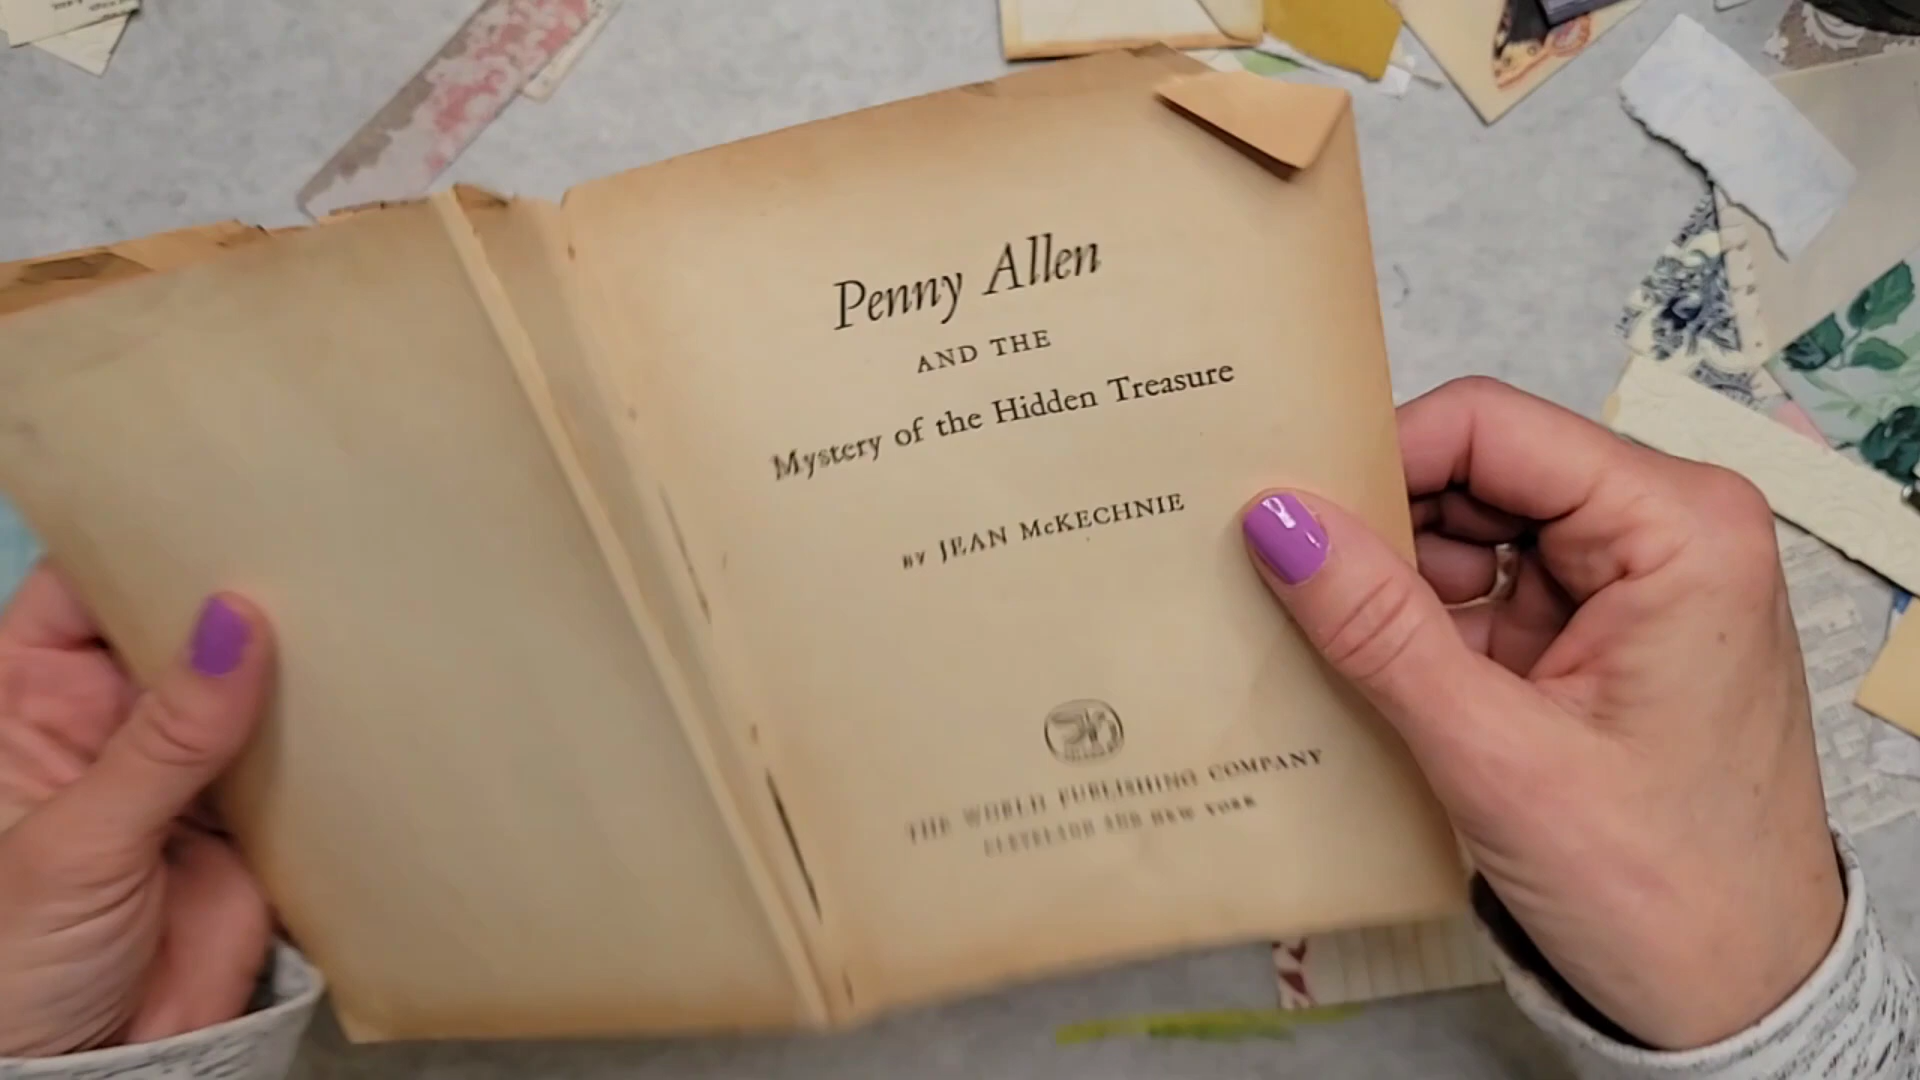 Penny Allen
AND THE
Mystery of the Hidden Treasure
BY JEAN McKECHNIE
THE WORLD PUBLISHING COMPANY
CLEVELAND AND NEW YORK